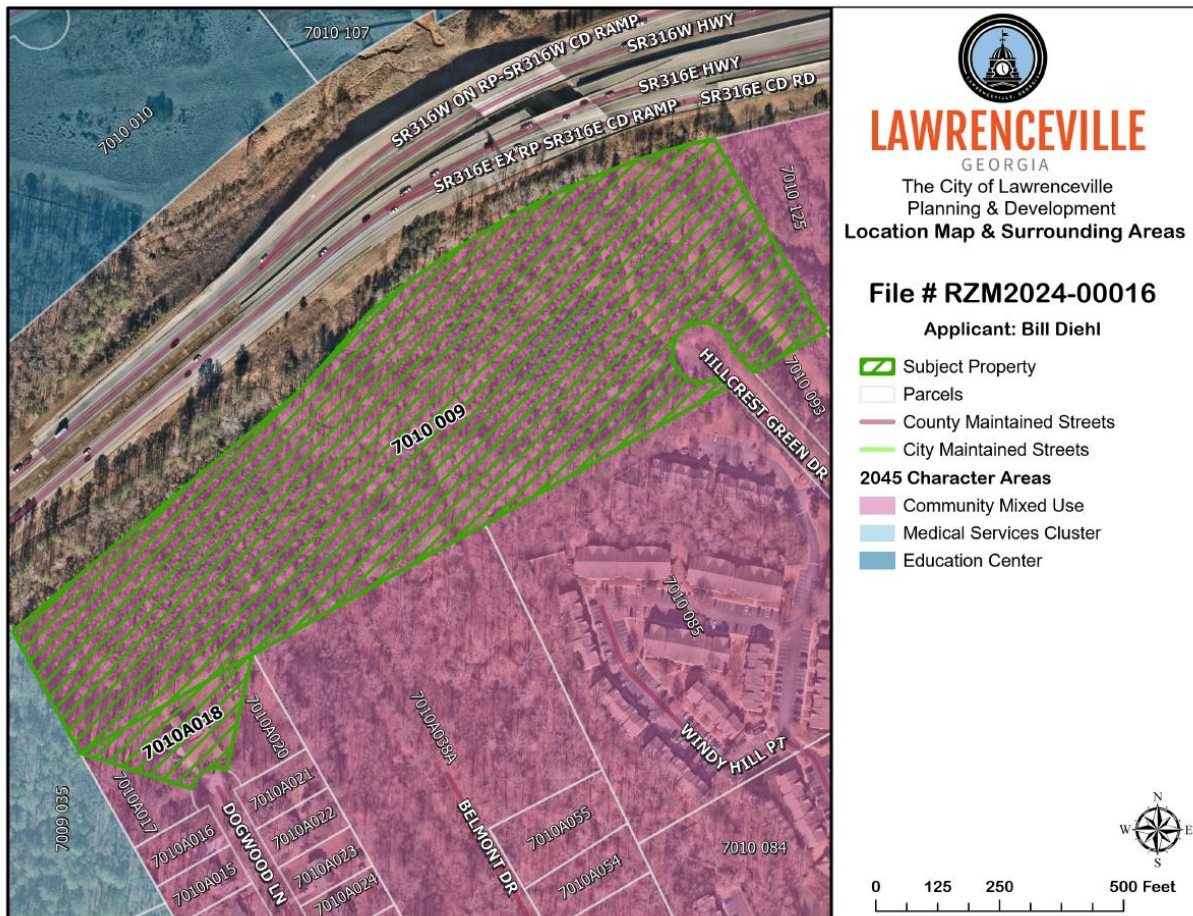 7010 107
7010 010
SR316W ON RP-SR316W CD RAMP
SR316W HWY
SR316E HWY
SR316E CD RD
SR316E EX RP SR316E CD RAMP
7010 125
7010 009
HILLCREST GREEN DR
7010 093
7010A018
7010A020
7010A017
7010A016
7010A015
7009 035
DOGWOOD LN
7010A021
7010A022
7010A023
7010A024
7010A038A
BELMONT DR
7010A055
7010A054
7010 085
WINDY HILL PT
7010 084
LAWRENCEVILLE, GEORGIA
LAWRENCEVILLE
GEORGIA
The City of Lawrenceville
Planning & Development
Location Map & Surrounding Areas
File # RZM2024-00016
Applicant: Bill Diehl
Subject Property
Parcels
County Maintained Streets
City Maintained Streets
2045 Character Areas
Community Mixed Use
Medical Services Cluster
Education Center
N
W E
S
0 125 250 500 Feet